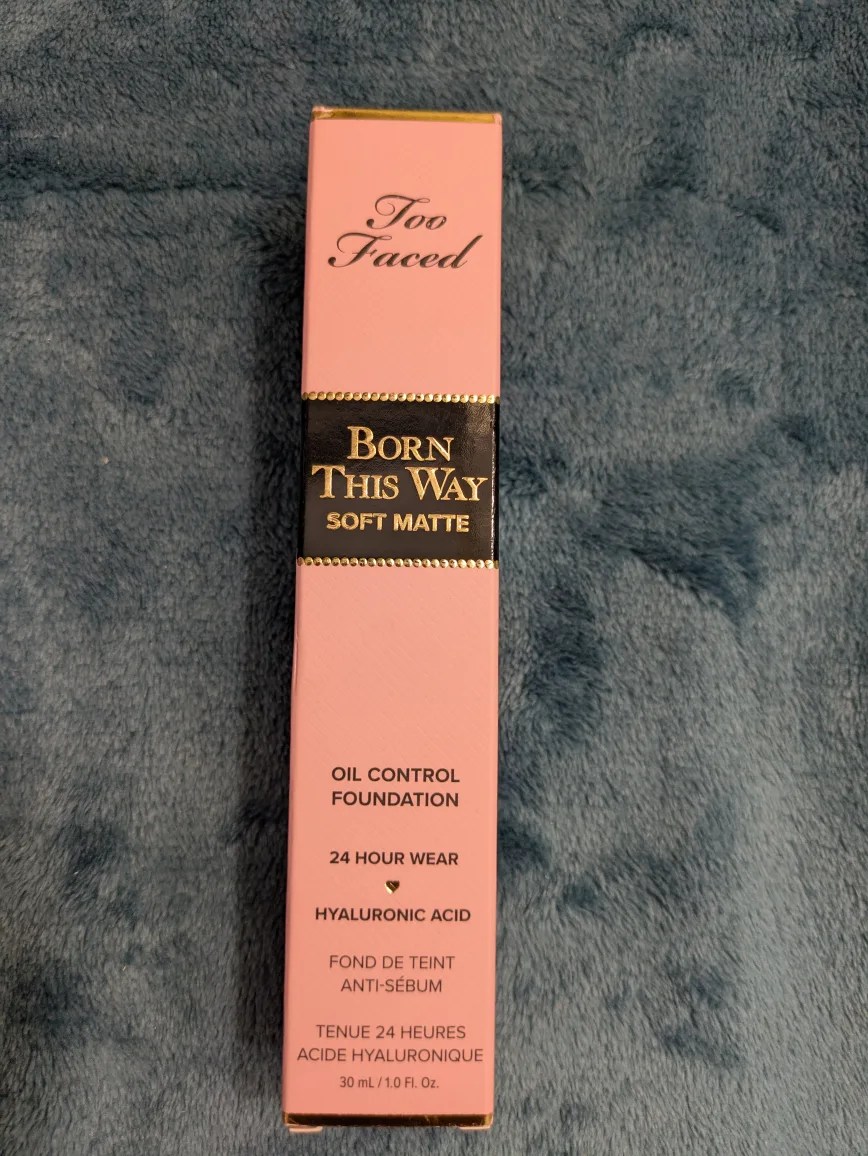 Too
Faced
BORN
THIS WAY
SOFT MATTE
OIL CONTROL
FOUNDATION
24 HOUR WEAR
HYALURONIC ACID
FOND DE TEINT
ANTI-SÉBUM
TENUE 24 HEURES
ACIDE HYALURONIQUE
30 mL / 1.0 Fl. Oz.